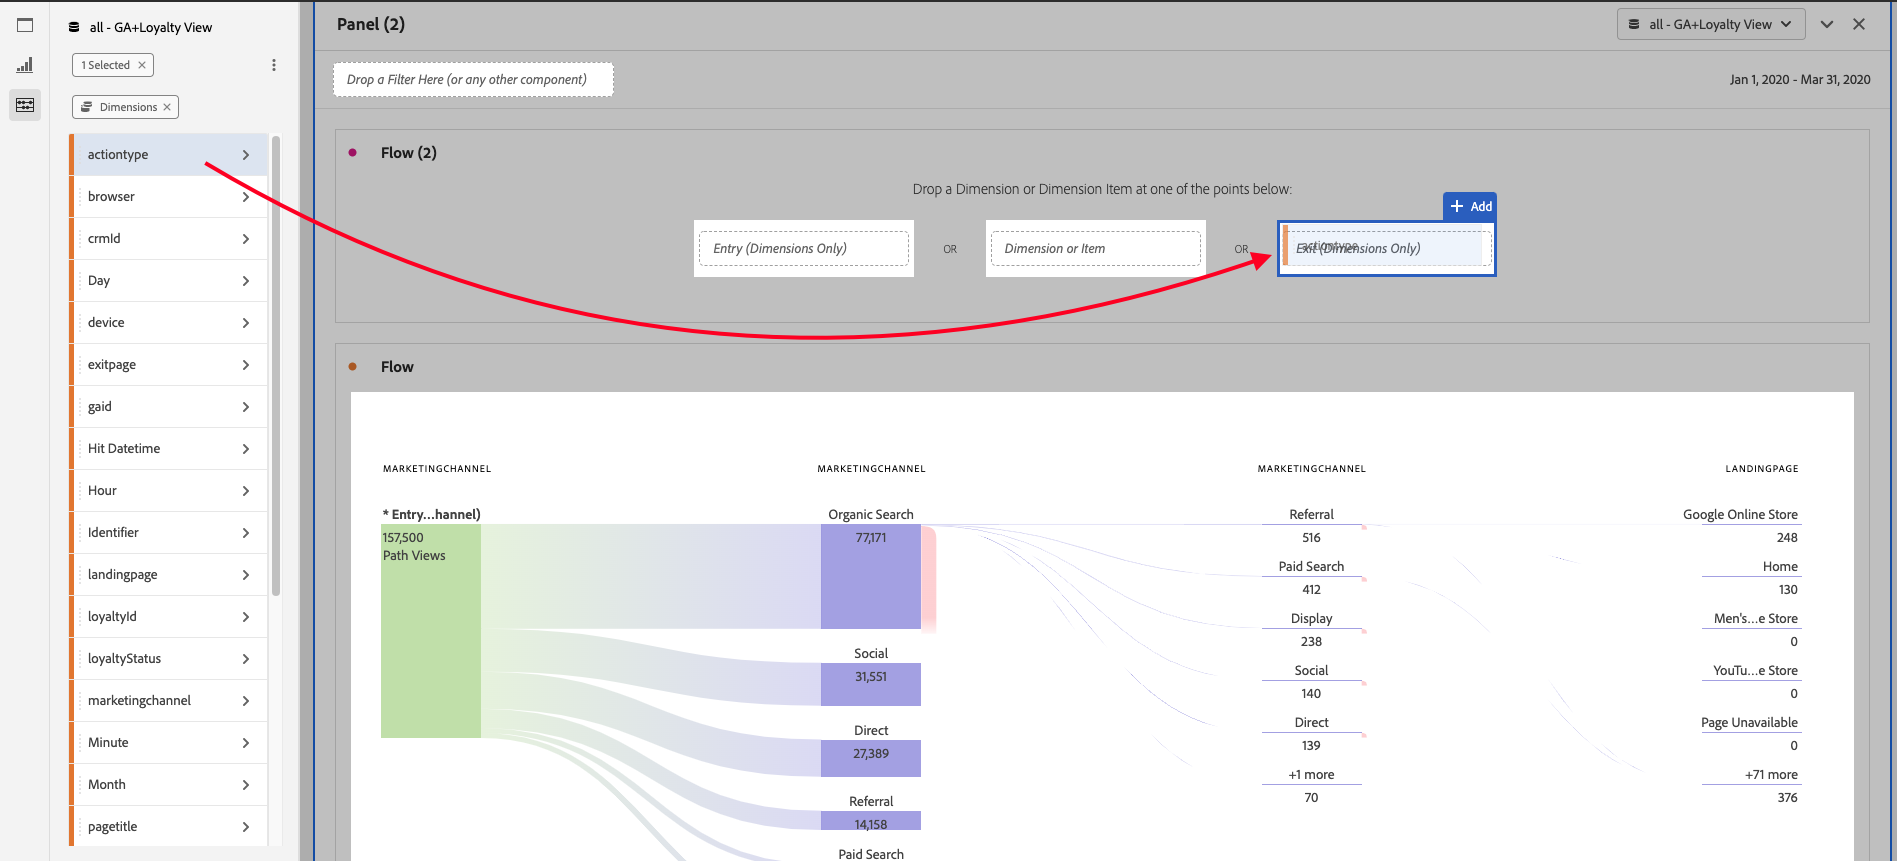 all - GA+Loyalty View
1 Selected
Dimensions
actiontype
browser
crmId
Day
device
exitpage
gaid
Hit Datetime
Hour
Identifier
landingpage
loyaltyId
loyaltyStatus
marketingchannel
Minute
Month
pagetitle
Panel (2)
all - GA+Loyalty View
Drop a Filter Here (or any other component)
Jan 1, 2020 - Mar 31, 2020
Flow (2)
Drop a Dimension or Dimension Item at one of the points below:
Add
Entry (Dimensions Only)
OR
Dimension or Item
OR
Exit (Dimensions Only)
actiontype
Flow
MARKETINGCHANNEL
* Entry...hannel)
157,500
Path Views
MARKETINGCHANNEL
Organic Search
77,171
Social
31,551
Direct
27,389
Referral
14,158
Paid Search
MARKETINGCHANNEL
Referral
516
Paid Search
412
Display
238
Social
140
Direct
139
+1 more
70
LANDINGPAGE
Google Online Store
248
Home
130
Men's...e Store
0
YouTu...e Store
0
Page Unavailable
0
+71 more
376